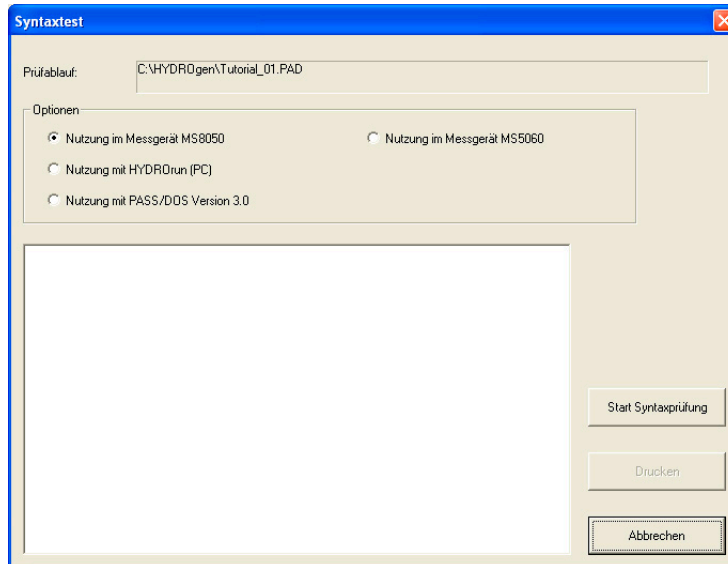 Syntaxtest
Prüfablauf:
C:\HYDROgen\Tutorial_01.PAD
Optionen
Nutzung im Messgerät MS8050
Nutzung im Messgerät MS5060
Nutzung mit HYDROrun (PC)
Nutzung mit PASS/DOS Version 3.0
Start Syntaxprüfung
Drucken
Abbrechen